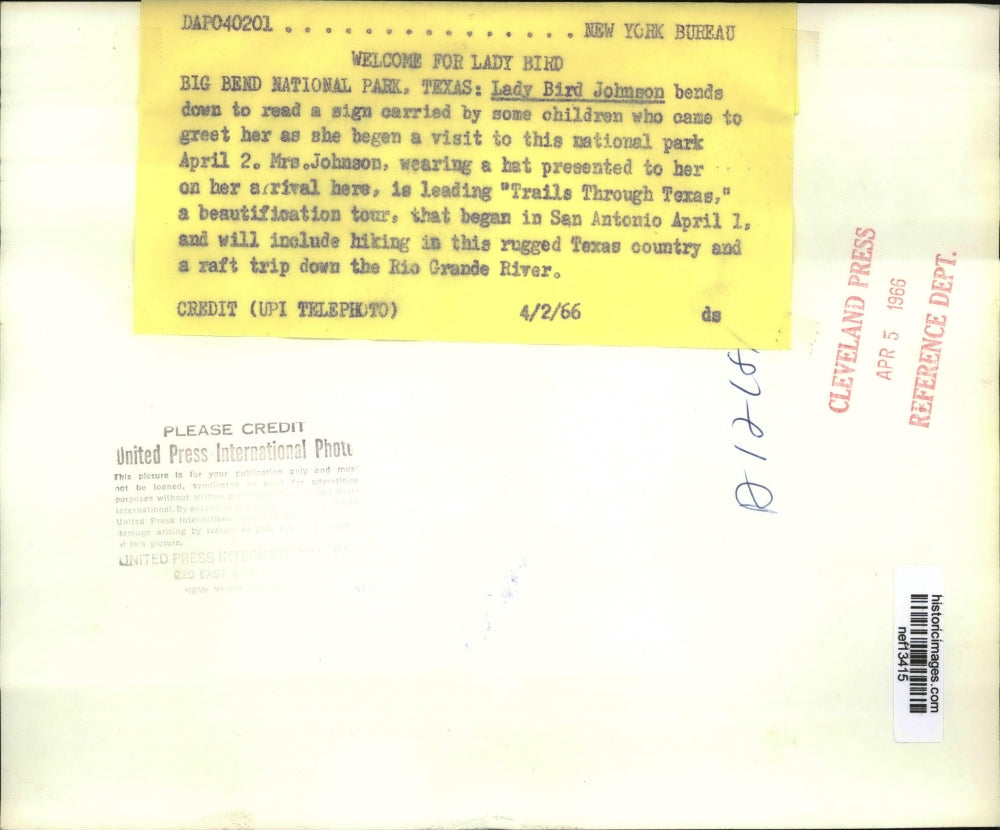 DAP040201 . . . . . . . . . . . . . . . . NEW YORK BUREAU
WELCOME FOR LADY BIRD
BIG BEND NATIONAL PARK, TEXAS: Lady Bird Johnson bends
down to read a sign carried by some children who came to
greet her as she began a visit to this national park
April 2. Mrs.Johnson, wearing a hat presented to her
on her arrival here, is leading "Trails Through Texas,"
a beautification tour, that began in San Antonio April 1,
and will include hiking in this rugged Texas country and
a raft trip down the Rio Grande River.
CREDIT (UPI TELEPHOTO) 4/2/66 ds
CLEVELAND PRESS
APR 5 1966
REFERENCE DEPT.
PLEASE CREDIT
United Press International Photo
This picture is for your publication only and must
not be loaned, syndicated or used for advertising
purposes without written
International. By
United Press International
damage arising by reason of
of this picture.
UNITED PRESS INTERNATIONAL
220 EAST
NEW YORK
historicimages.com
nef13415